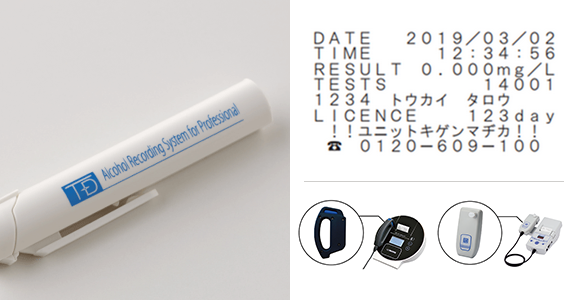 T&D Alcohol Recording System for Professional
DATE 2019/03/02
TIME 12:34:56
RESULT 0.000mg/L
TESTS 14001
1234 トウカイ タロウ
LICENCE 123day
!!ユニットキゲンマヂカ!!
☎ 0120-609-100